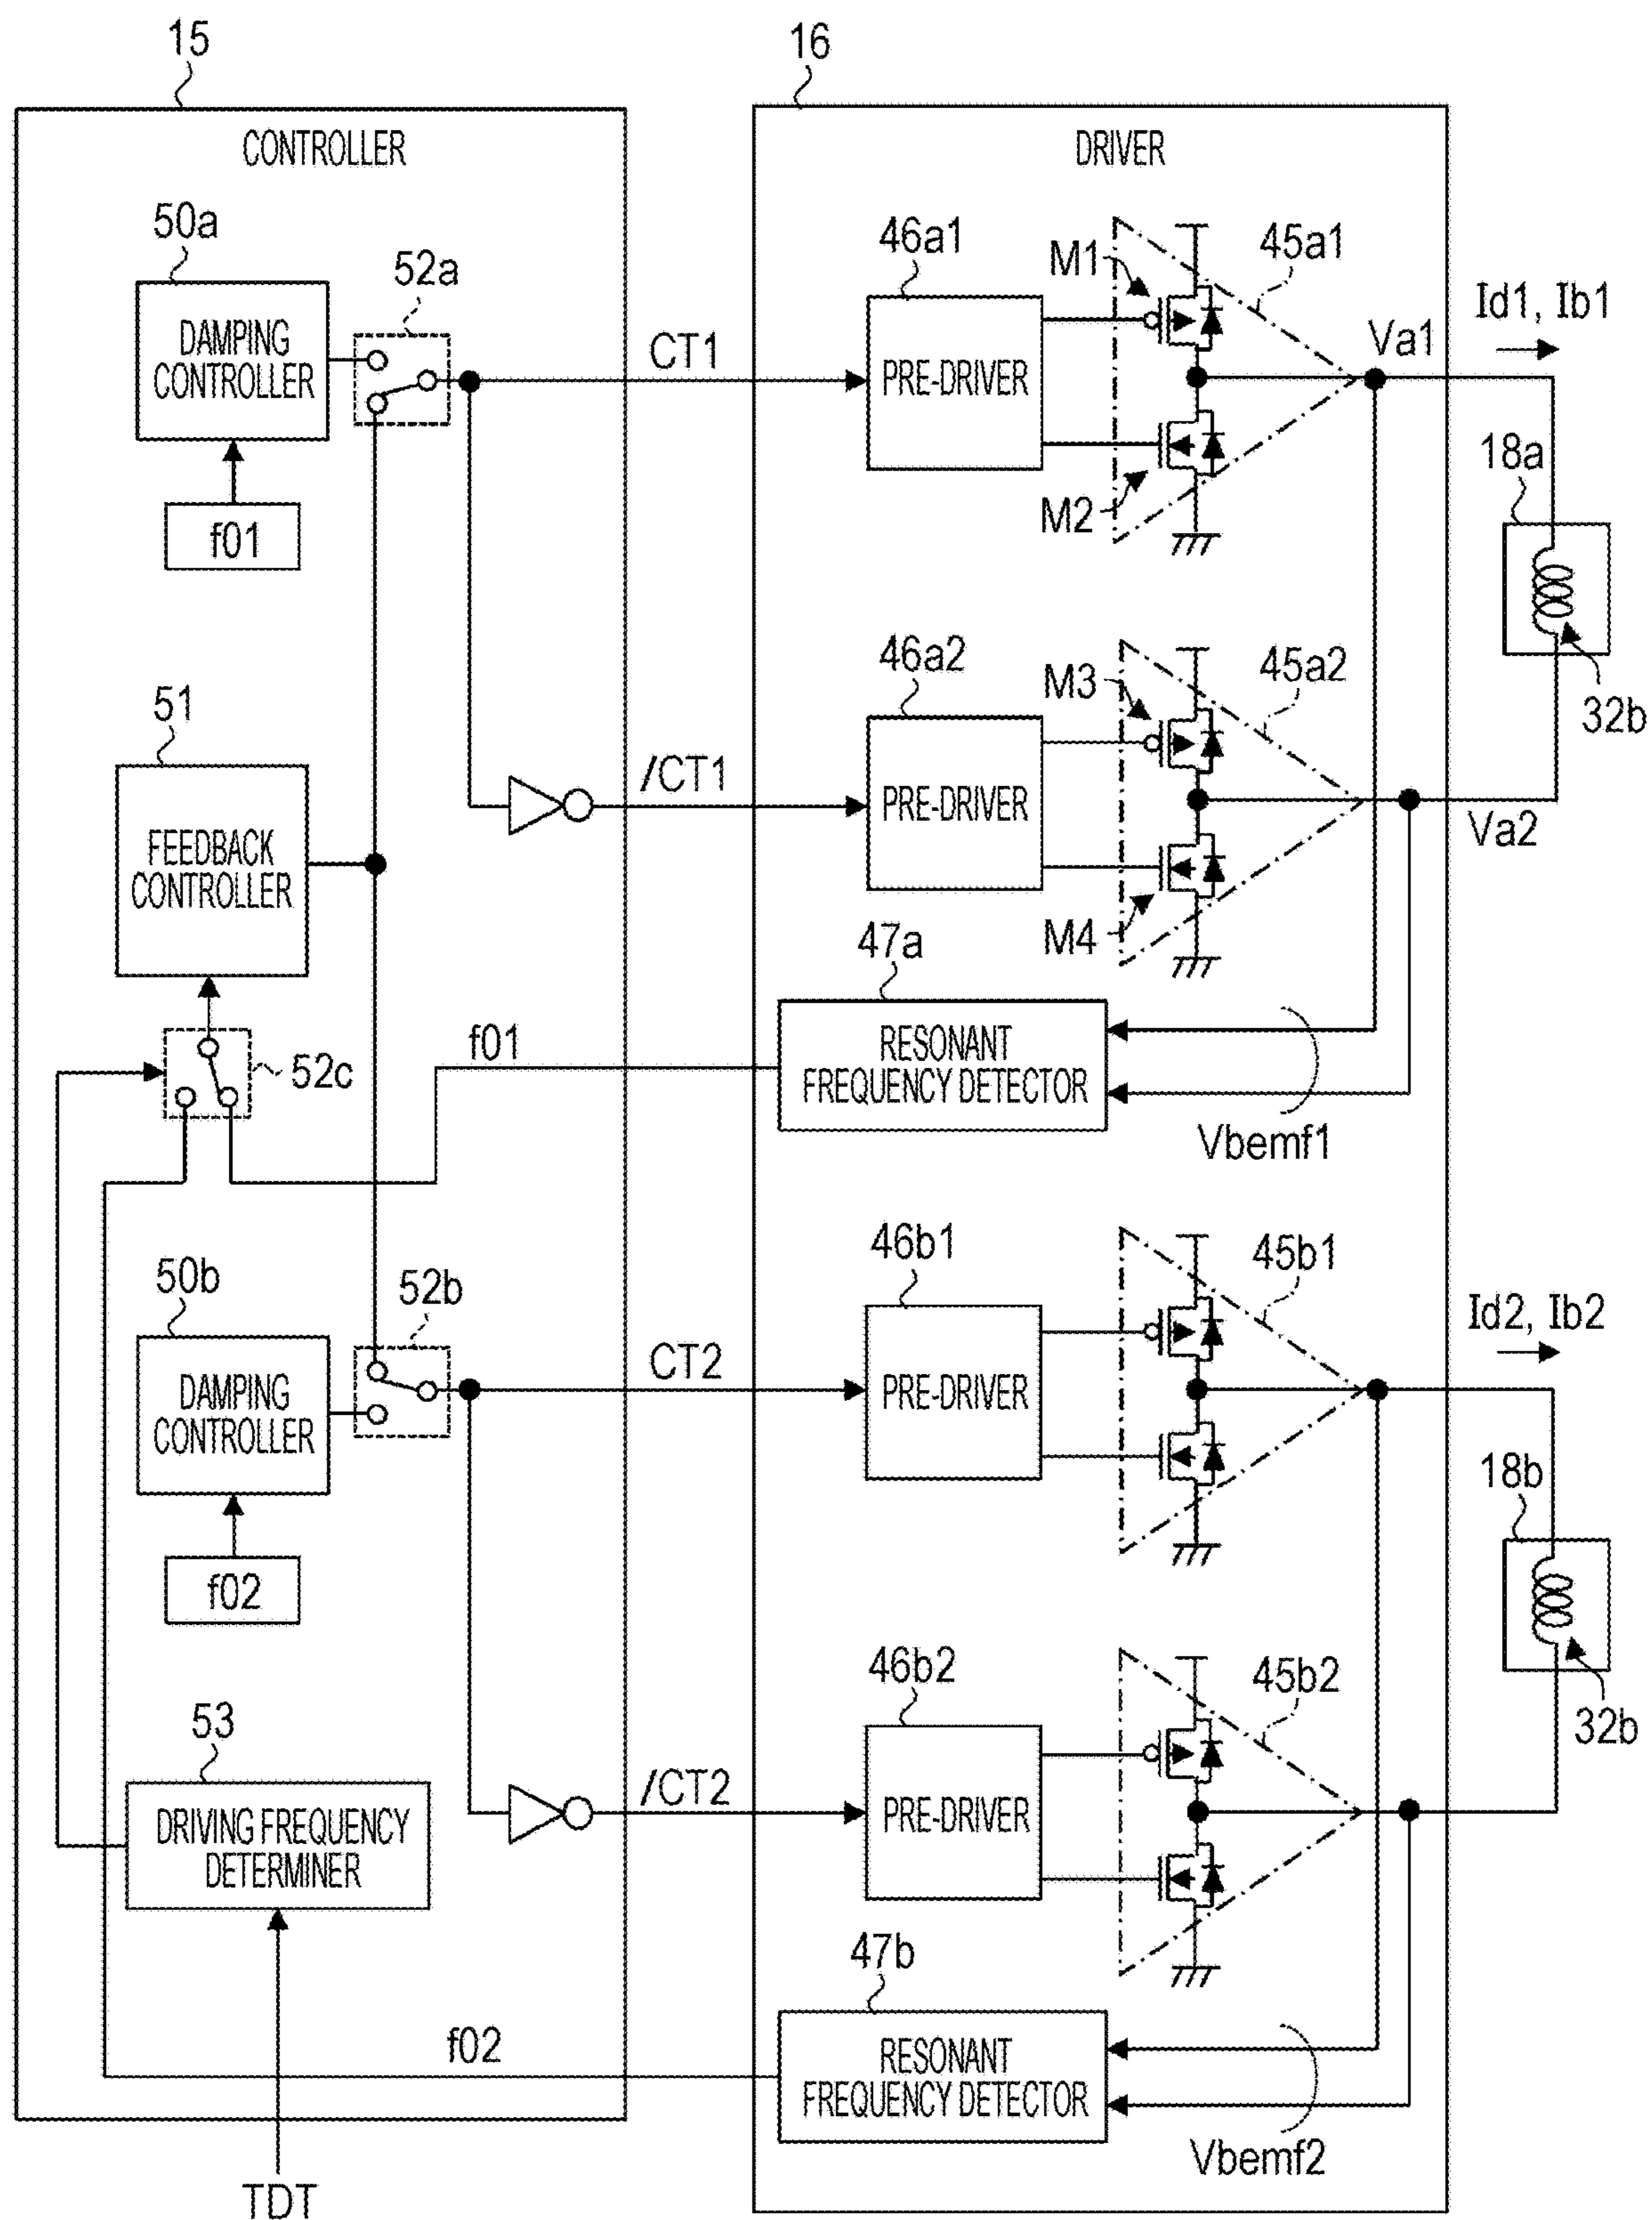 15
16
CONTROLLER
DRIVER
50a
52a
46a1
M1
45a1
Id1, Ib1
DAMPING
CONTROLLER
CT1
PRE-DRIVER
Va1
f01
M2
18a
32b
51
46a2
M3
45a2
FEEDBACK
CONTROLLER
/CT1
PRE-DRIVER
Va2
M4
47a
52c
f01
RESONANT
FREQUENCY DETECTOR
Vbemf1
50b
52b
46b1
45b1
Id2, Ib2
DAMPING
CONTROLLER
CT2
PRE-DRIVER
f02
18b
32b
53
46b2
45b2
DRIVING FREQUENCY
DETERMINER
/CT2
PRE-DRIVER
47b
f02
RESONANT
FREQUENCY DETECTOR
Vbemf2
TDT